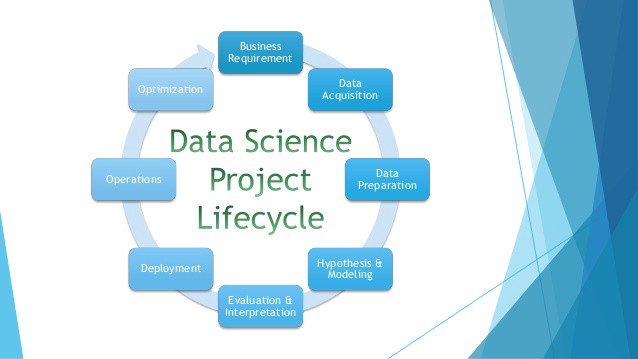 Business
Requirement
Data
Acquisition
Data
Preparation
Hypothesis &
Modeling
Evaluation &
Interpretation
Deployment
Operations
Optimization
Data Science
Project
Lifecycle